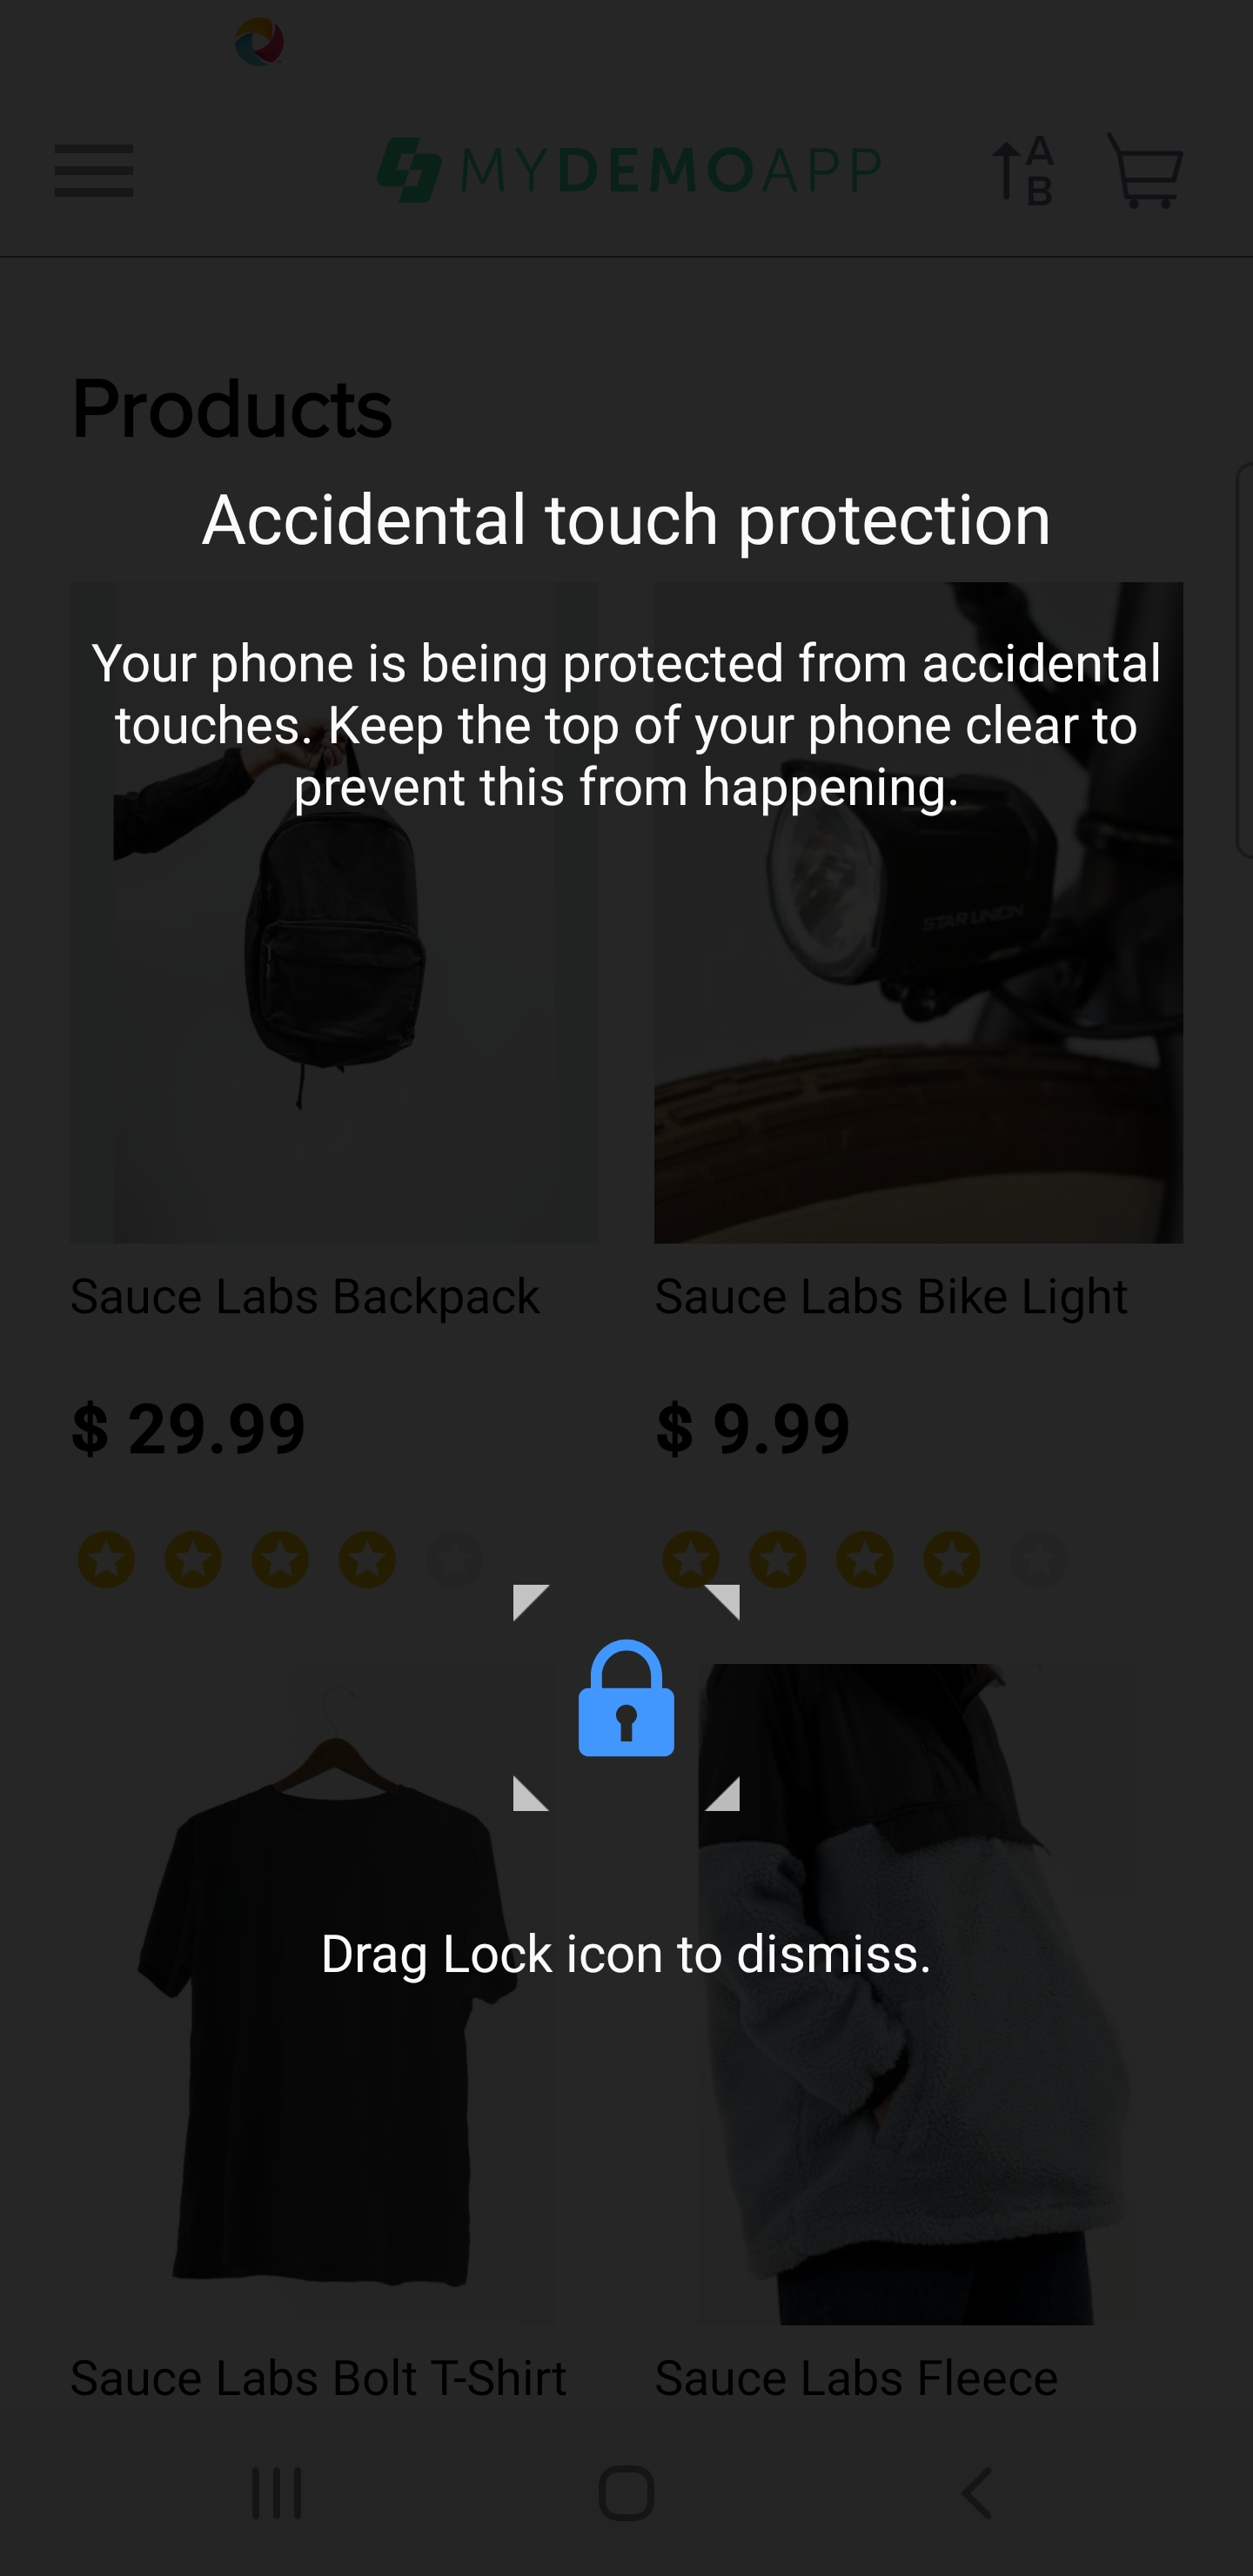 MYDEMOAPP
A
B
Products
Accidental touch protection
Your phone is being protected from accidental
touches. Keep the top of your phone clear to
prevent this from happening.
STAR UNION
Sauce Labs Backpack
Sauce Labs Bike Light
$ 29.99
$ 9.99
Drag Lock icon to dismiss.
Sauce Labs Bolt T-Shirt
Sauce Labs Fleece